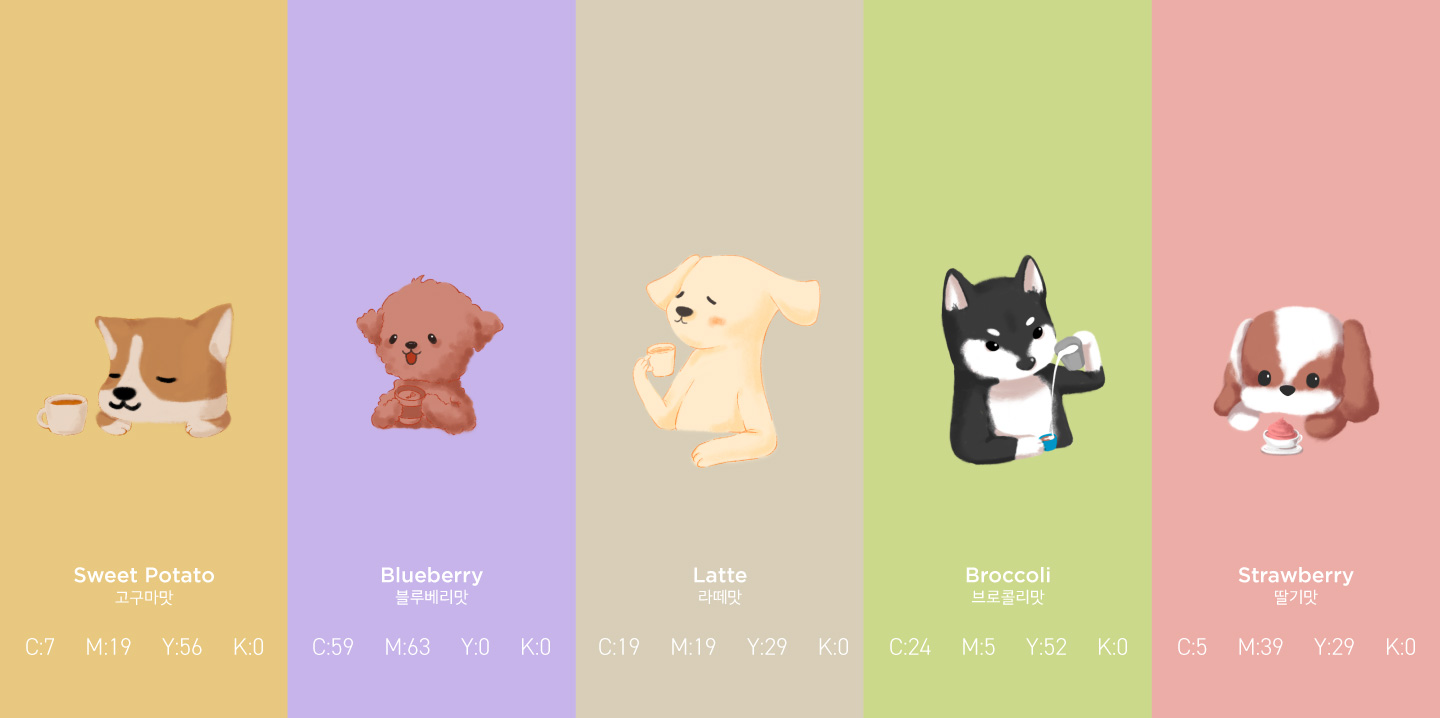 Sweet Potato
고구마맛
C:7 M:19 Y:56 K:0
Blueberry
블루베리맛
C:59 M:63 Y:0 K:0
Latte
라떼맛
C:19 M:19 Y:29 K:0
Broccoli
브로콜리맛
C:24 M:5 Y:52 K:0
Strawberry
딸기맛
C:5 M:39 Y:29 K:0